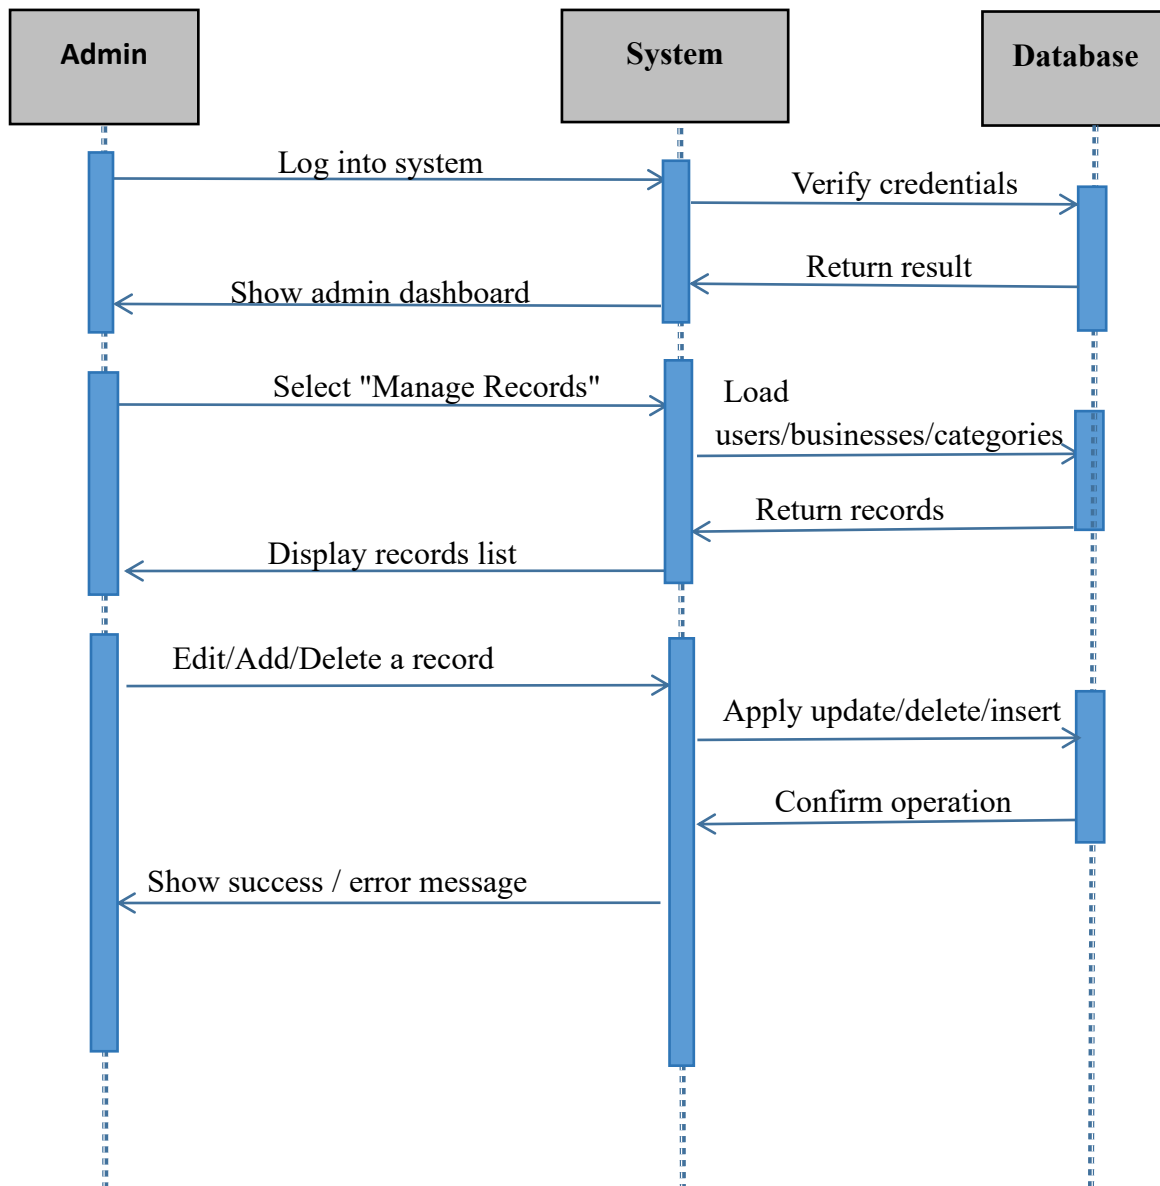 Admin
System
Database
Log into system
Verify credentials
Return result
Show admin dashboard
Select "Manage Records"
Load
users/businesses/categories
Return records
Display records list
Edit/Add/Delete a record
Apply update/delete/insert
Confirm operation
Show success / error message